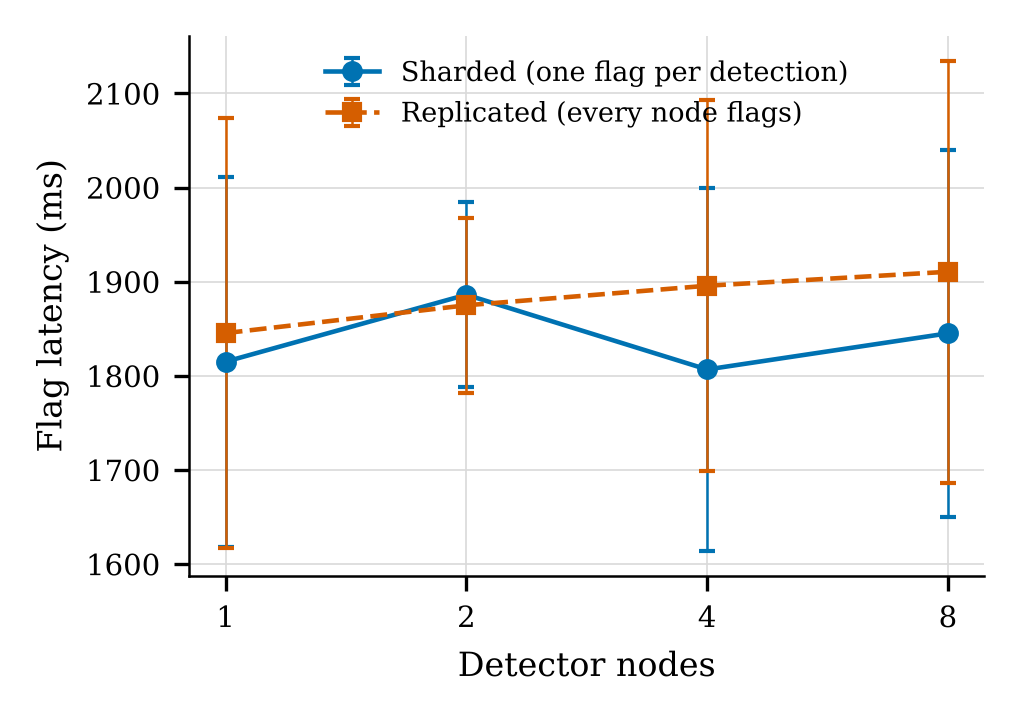 Sharded (one flag per detection)
Replicated (every node flags)
2100
2000
1900
1800
1700
1600
Flag latency (ms)
1
2
4
8
Detector nodes